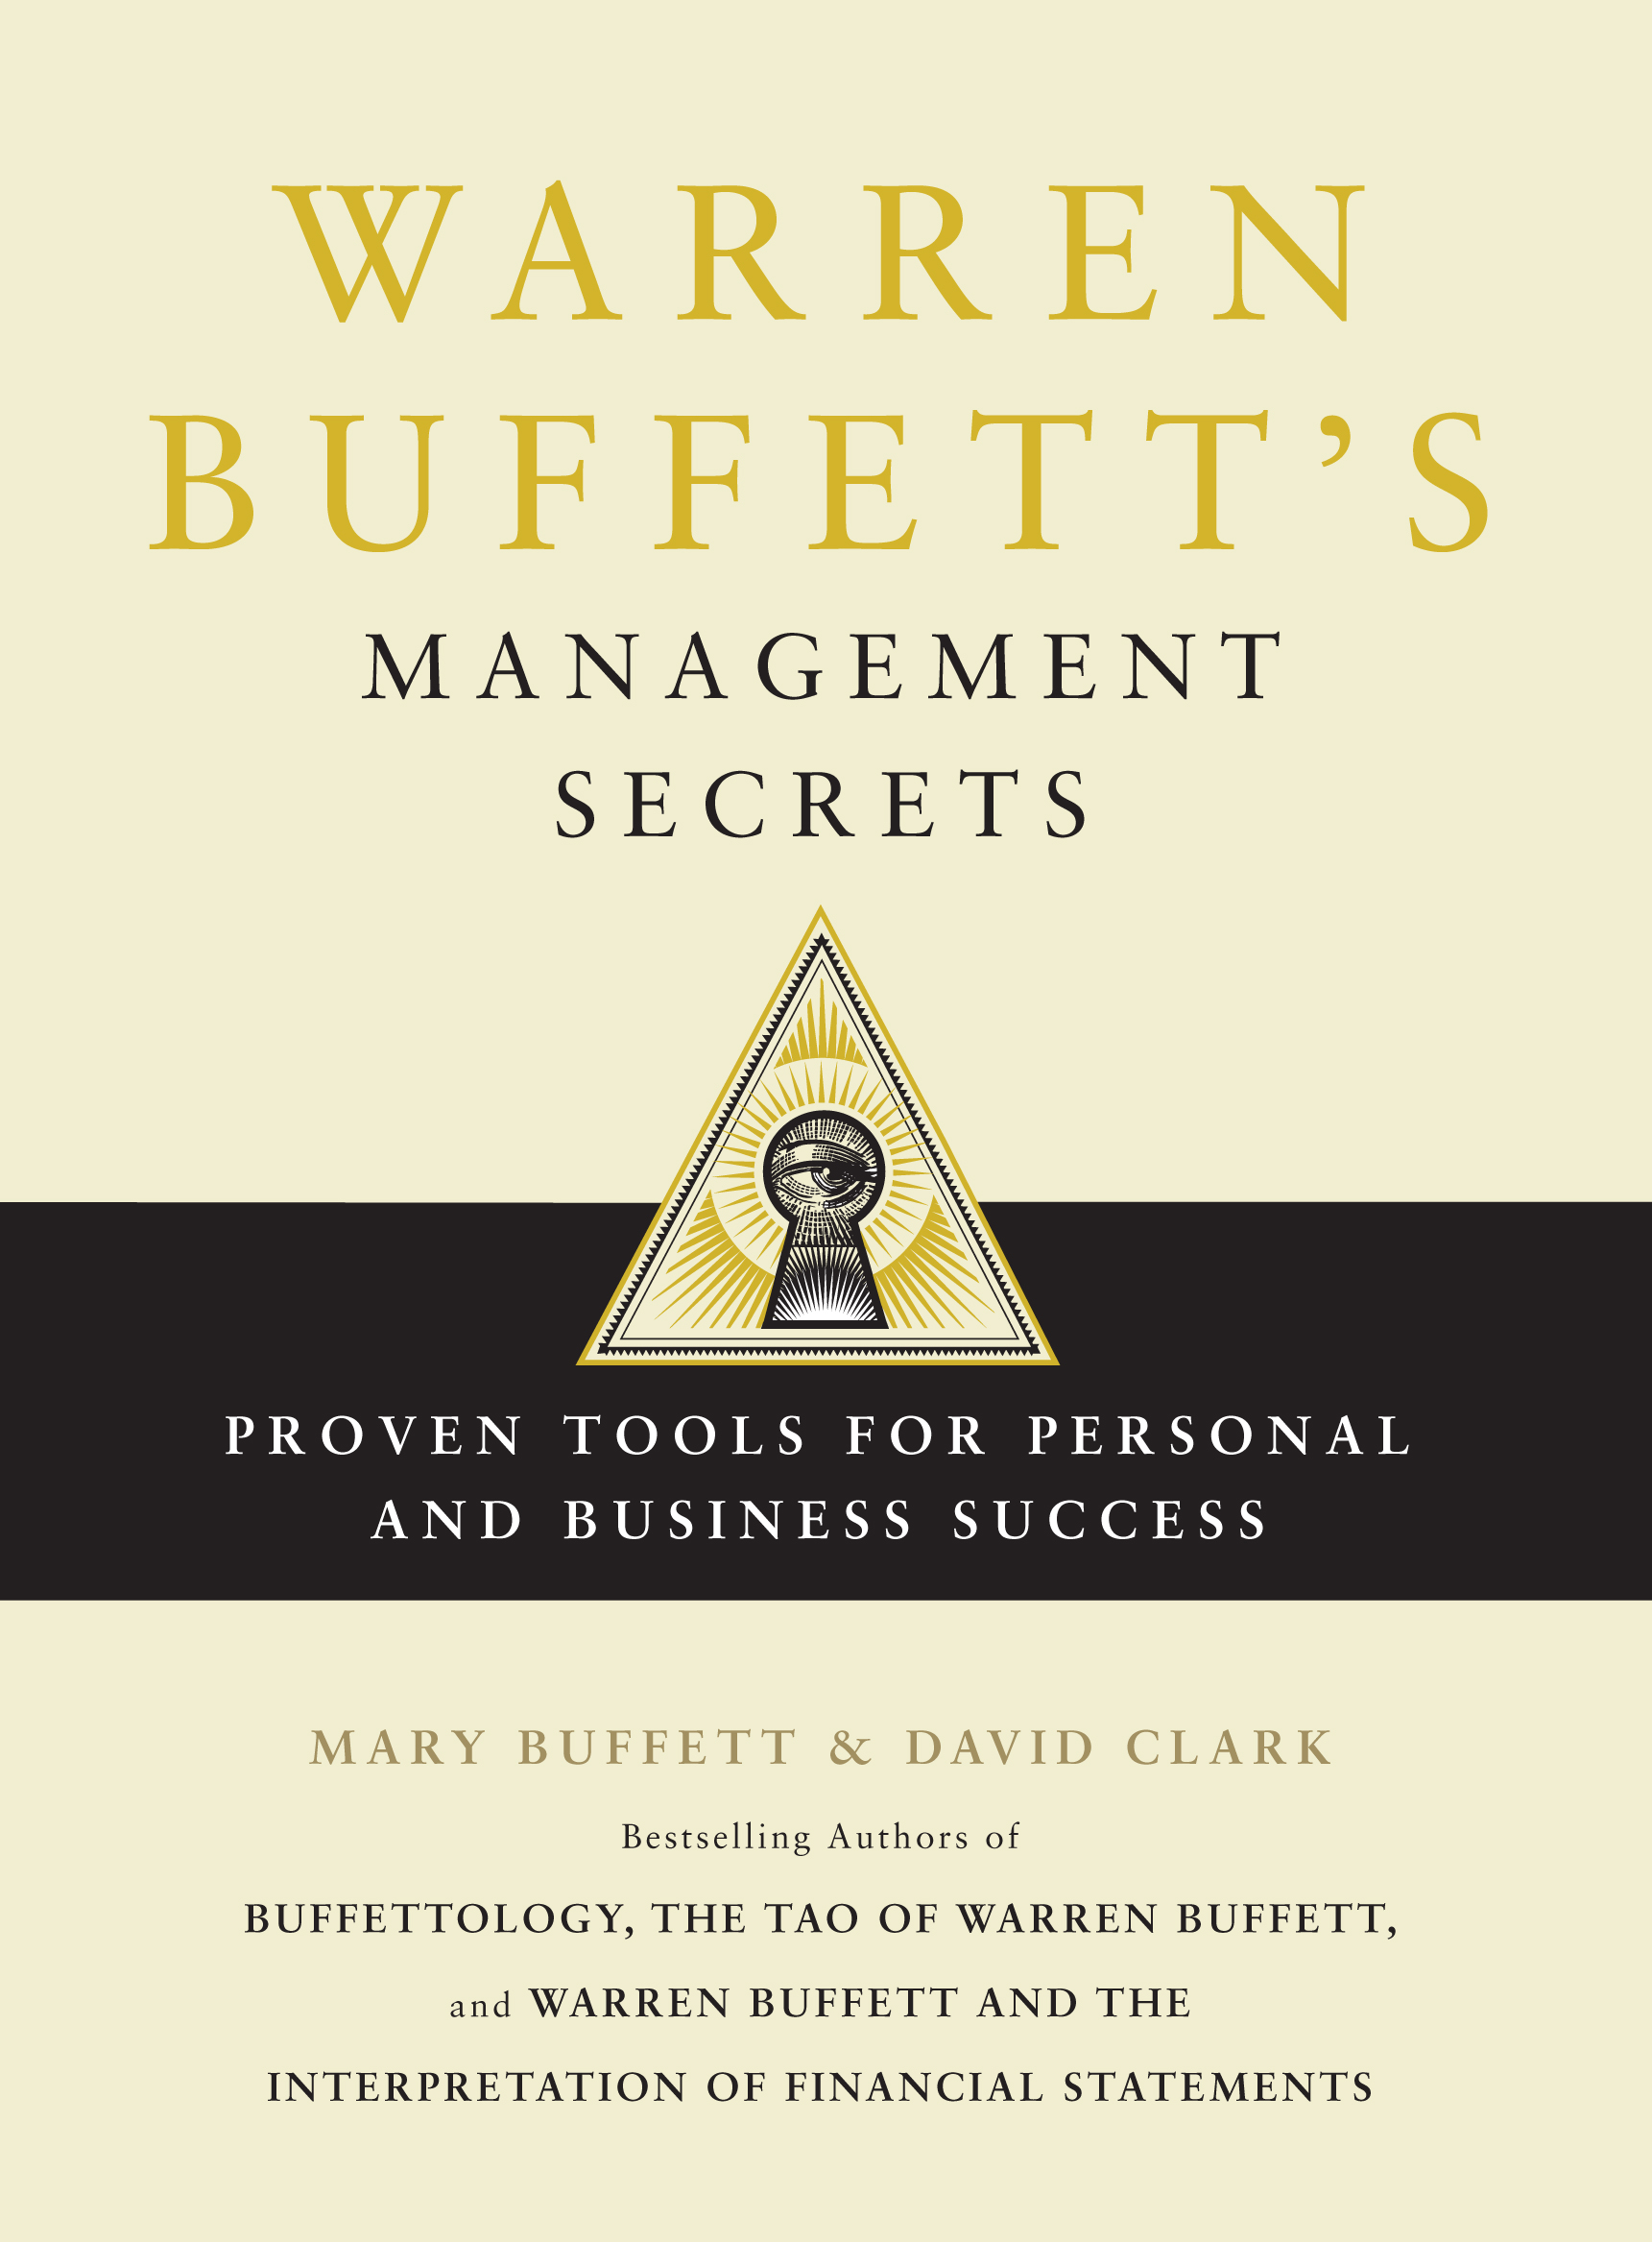 WARREN
BUFFETT’S
MANAGEMENT
SECRETS
PROVEN TOOLS FOR PERSONAL
AND BUSINESS SUCCESS
MARY BUFFETT & DAVID CLARK
Bestselling Authors of
BUFFETTOLOGY, THE TAO OF WARREN BUFFETT,
and WARREN BUFFETT AND THE
INTERPRETATION OF FINANCIAL STATEMENTS